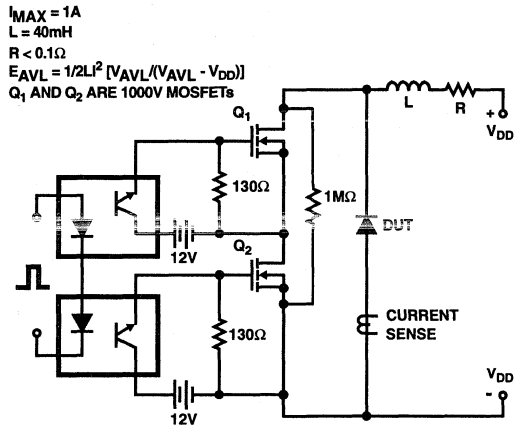 IMAX = 1A
L = 40mH
R < 0.1Ω
EAVL = 1/2LI² [VAVL/(VAVL - VDD)]
Q1 AND Q2 ARE 1000V MOSFETs
Q1
L
R
+
VDD
130Ω
1MΩ
DUT
12V
Q2
130Ω
CURRENT
SENSE
VDD
-
12V